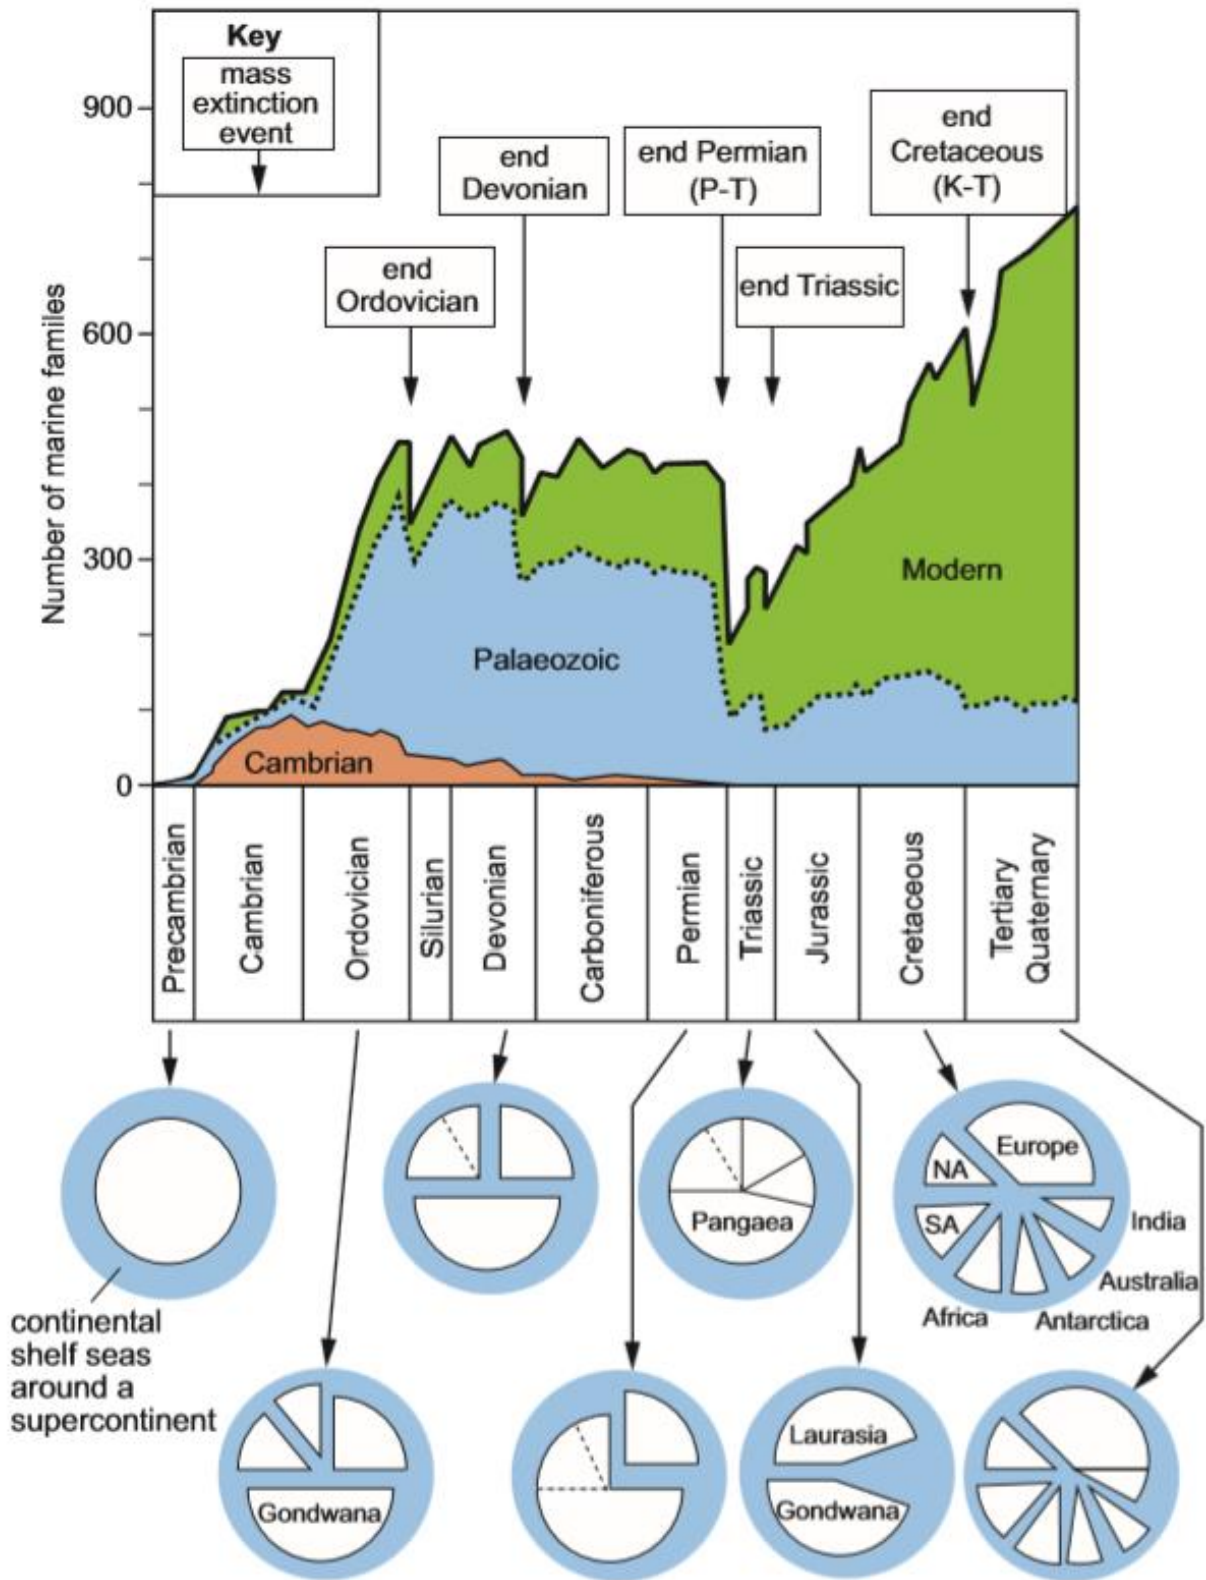 Key
mass
extinction
event
end
Ordovician
end
Devonian
end Permian
(P-T)
end Triassic
end
Cretaceous
(K-T)
Number of marine familes
900
600
300
0
Modern
Palaeozoic
Cambrian
Precambrian
Cambrian
Ordovician
Silurian
Devonian
Carboniferous
Permian
Triassic
Jurassic
Cretaceous
Tertiary
Quaternary
continental
shelf seas
around a
supercontinent
Gondwana
Pangaea
Laurasia
Gondwana
Europe
NA
SA
India
Australia
Africa
Antarctica